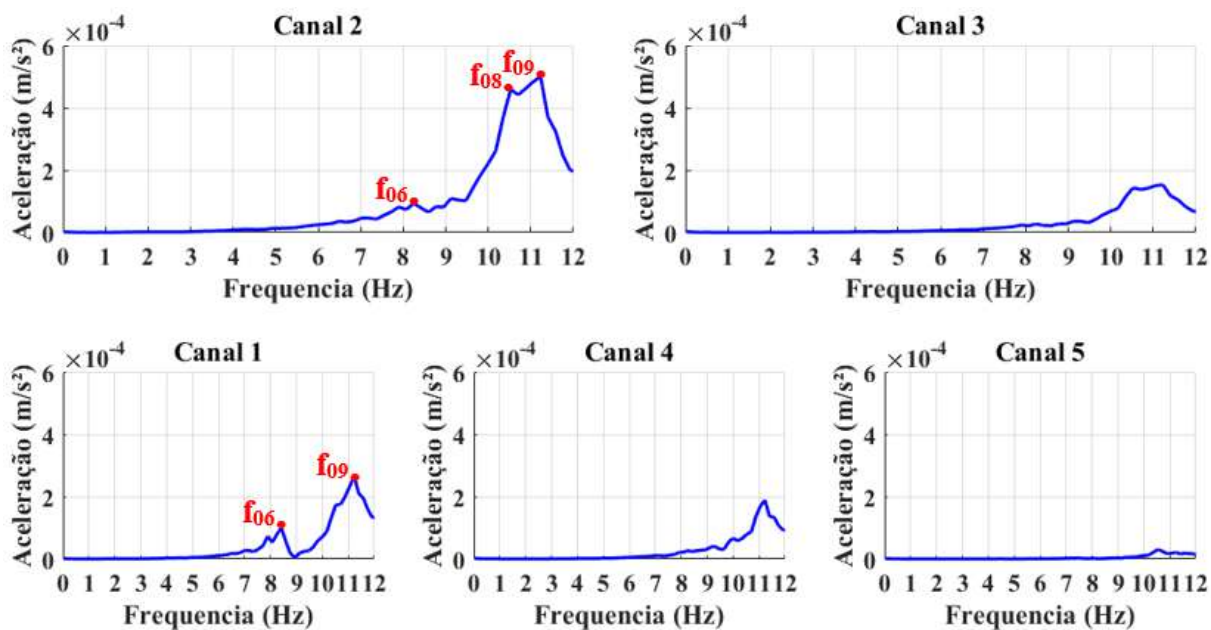 Canal 2
×10⁻⁴
Aceleração (m/s²)
6
4
2
0
f₀₆
f₀₈
f₀₉
0 1 2 3 4 5 6 7 8 9 10 11 12
Frequencia (Hz)
Canal 3
×10⁻⁴
Aceleração (m/s²)
6
4
2
0
0 1 2 3 4 5 6 7 8 9 10 11 12
Frequencia (Hz)
Canal 1
×10⁻⁴
Aceleração (m/s²)
6
4
2
0
f₀₆
f₀₉
0 1 2 3 4 5 6 7 8 9 10 11 12
Frequencia (Hz)
Canal 4
×10⁻⁴
Aceleração (m/s²)
6
4
2
0
0 1 2 3 4 5 6 7 8 9 10 11 12
Frequencia (Hz)
Canal 5
×10⁻⁴
Aceleração (m/s²)
6
4
2
0
0 1 2 3 4 5 6 7 8 9 10 11 12
Frequencia (Hz)